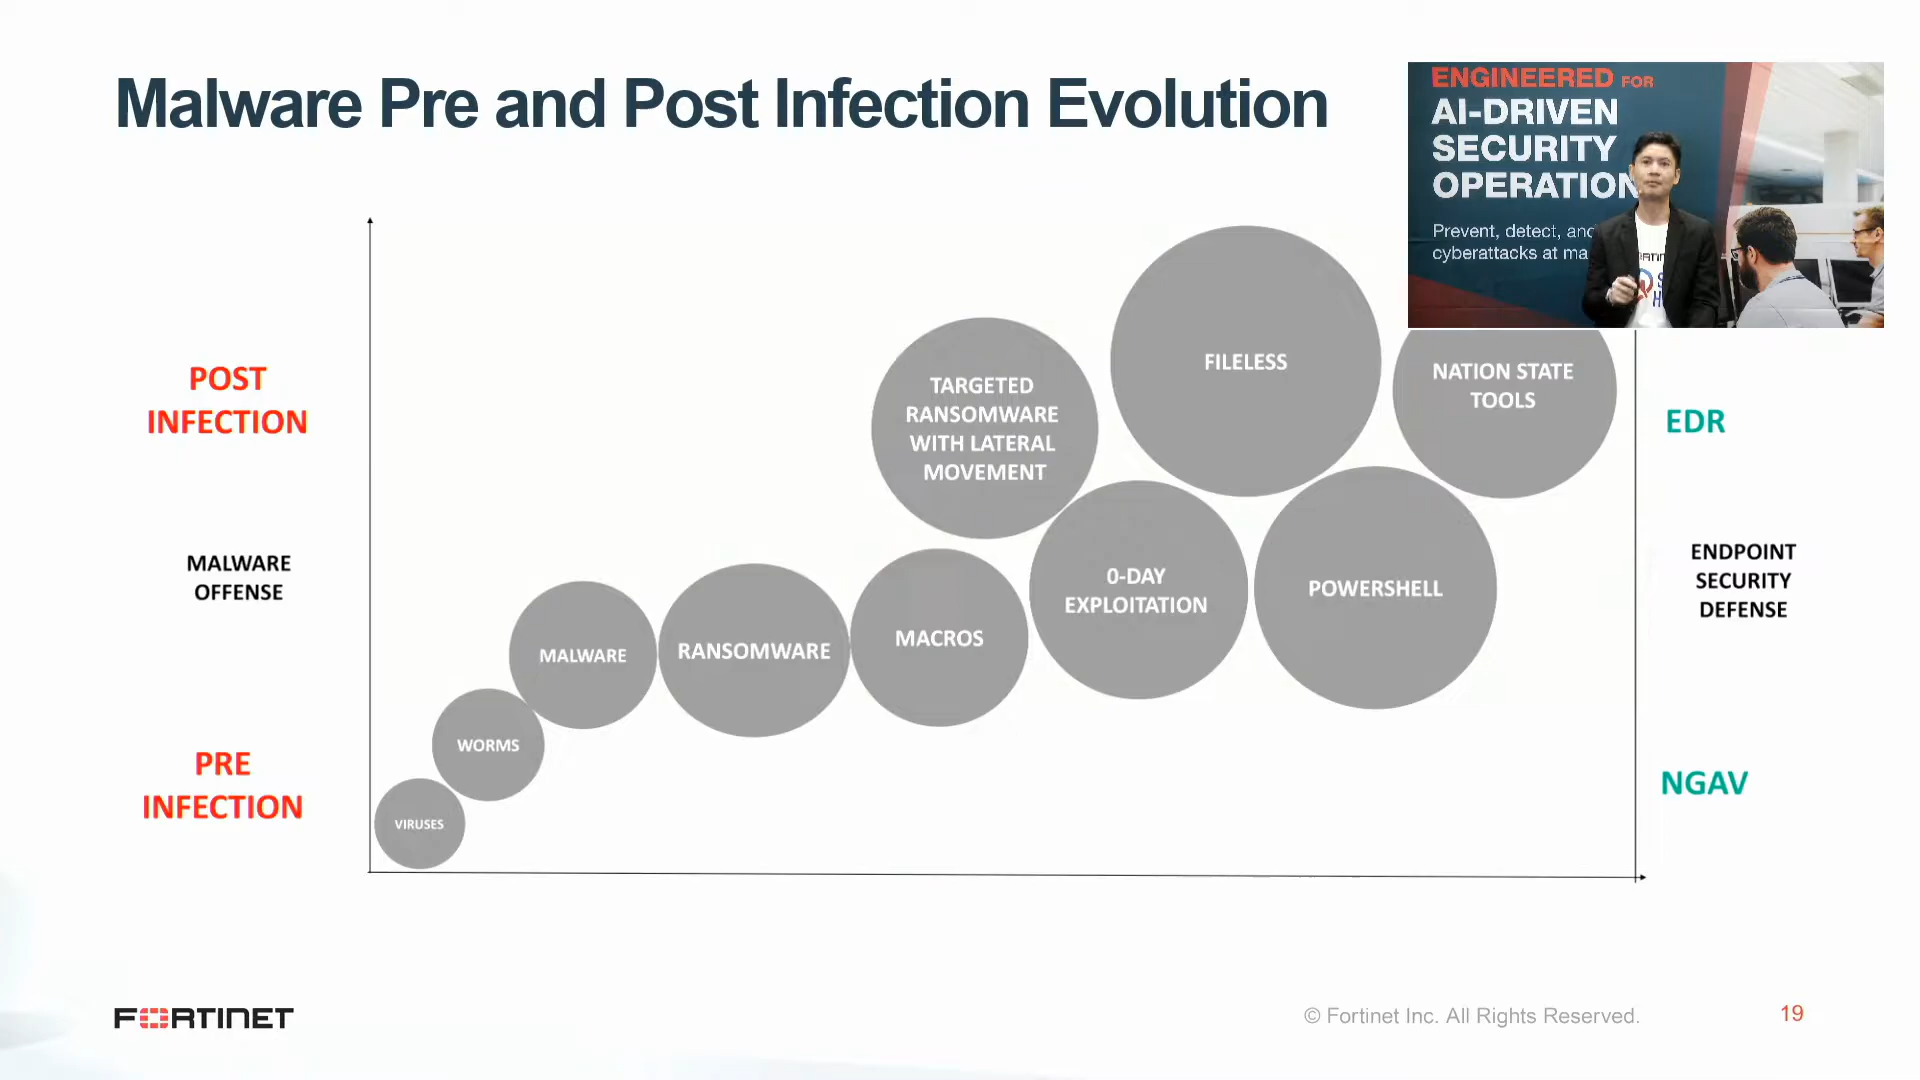 Malware Pre and Post Infection Evolution
ENGINEERED FOR
AI-DRIVEN
SECURITY
OPERATION
Prevent, detect, and
cyberattacks at ma
POST
INFECTION
MALWARE
OFFENSE
PRE
INFECTION
VIRUSES
WORMS
MALWARE
RANSOMWARE
MACROS
TARGETED
RANSOMWARE
WITH LATERAL
MOVEMENT
0-DAY
EXPLOITATION
FILELESS
POWERSHELL
NATION STATE
TOOLS
EDR
ENDPOINT
SECURITY
DEFENSE
NGAV
FORTINET
© Fortinet Inc. All Rights Reserved.
19